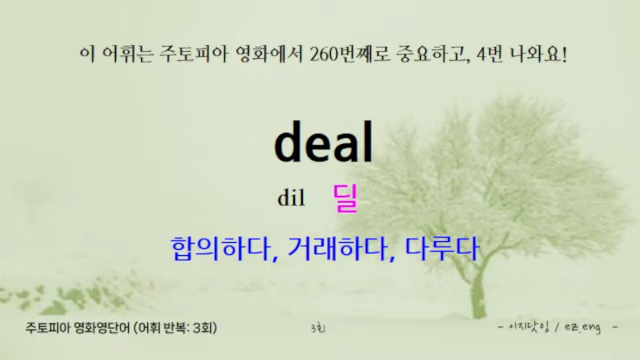 이 어휘는 주토피아 영화에서 260번째로 중요하고, 4번 나와요!
deal
dil 딜
합의하다, 거래하다, 다루다
주토피아 영화영단어 (어휘 반복: 3회) 3회 - 이지닷잉 / ez.eng -